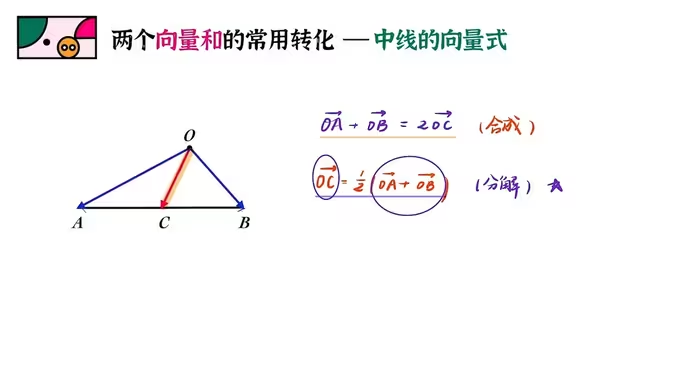 两个向量和的常用转化 — 中线的向量式
O
A C B
$\overrightarrow{OA} + \overrightarrow{OB} = 2\overrightarrow{OC}$ (合成)
$\overrightarrow{OC} = \frac{1}{2}(\overrightarrow{OA} + \overrightarrow{OB})$ (分解) ★